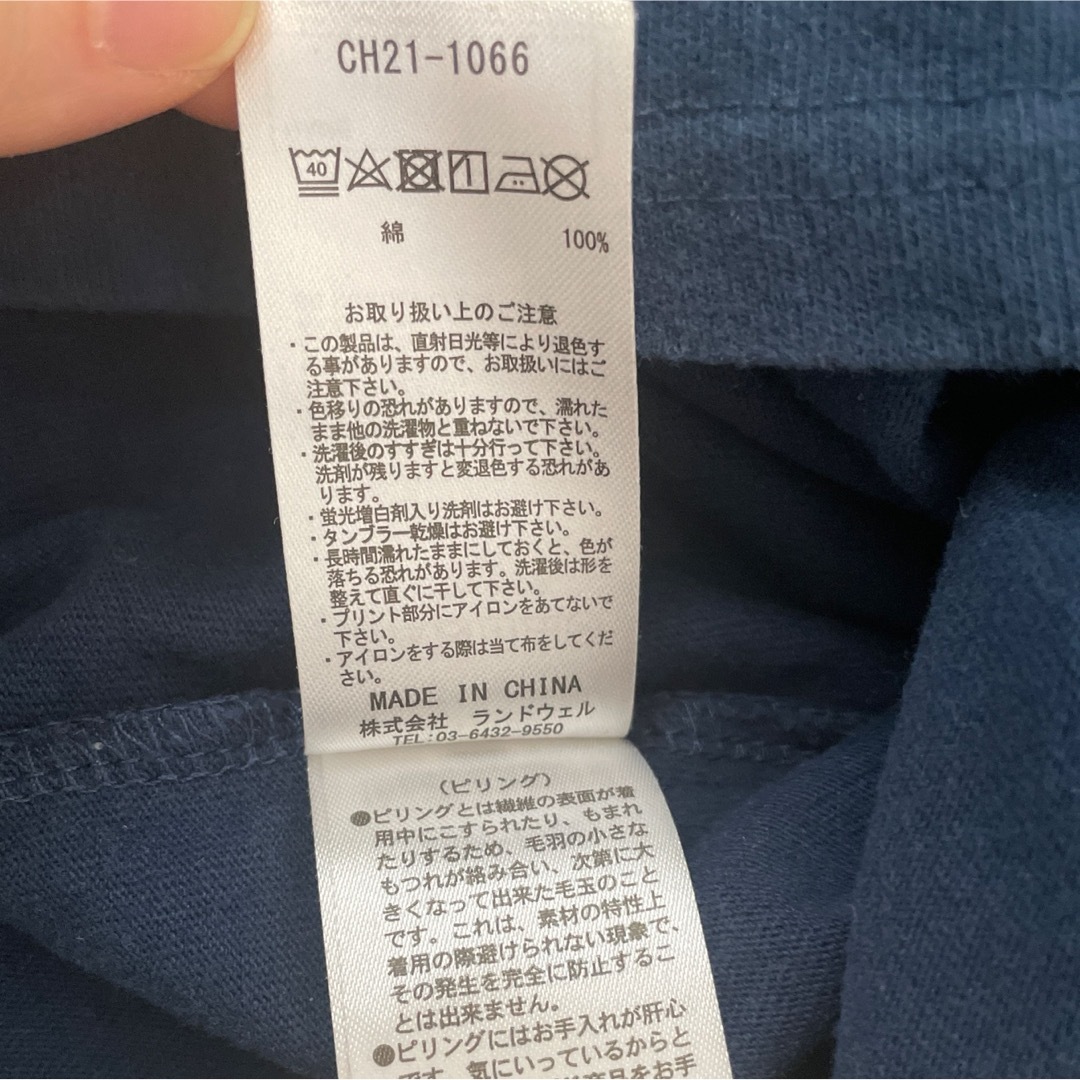 CH21-1066
40
綿 100%
お取り扱い上のご注意
・この製品は、直射日光等により退色す
る事がありますので、お取扱いにはご
注意下さい。
・色移りの恐れがありますので、濡れた
まま他の洗濯物と重ねないで下さい。
・洗濯後のすすぎは十分行って下さい。
洗剤が残りますと変退色する恐れがあ
ります。
・蛍光増白剤入り洗剤はお避け下さい。
・タンブラー乾燥はお避け下さい。
・長時間濡れたままにしておくと、色が
落ちる恐れがあります。洗濯後は形を
整えて直ぐに干して下さい。
・プリント部分にアイロンをあてないで
下さい。
・アイロンをする際は当て布をしてくだ
さい。
MADE IN CHINA
株式会社 ランドウェル
TEL:03-6432-9550
(ピリング)
●ピリングとは繊維の表面が着
用中にこすられたり、もまれ
たりするため、毛羽の小さな
もつれが絡み合い、次第に大
きくなって出来た毛玉のこと
です。これは、素材の特性上
着用の際避けられない現象で、
その発生を完全に防止するこ
とは出来ません。
●ピリングにはお手入れが肝心
です。気にいっているからと
商品をお手